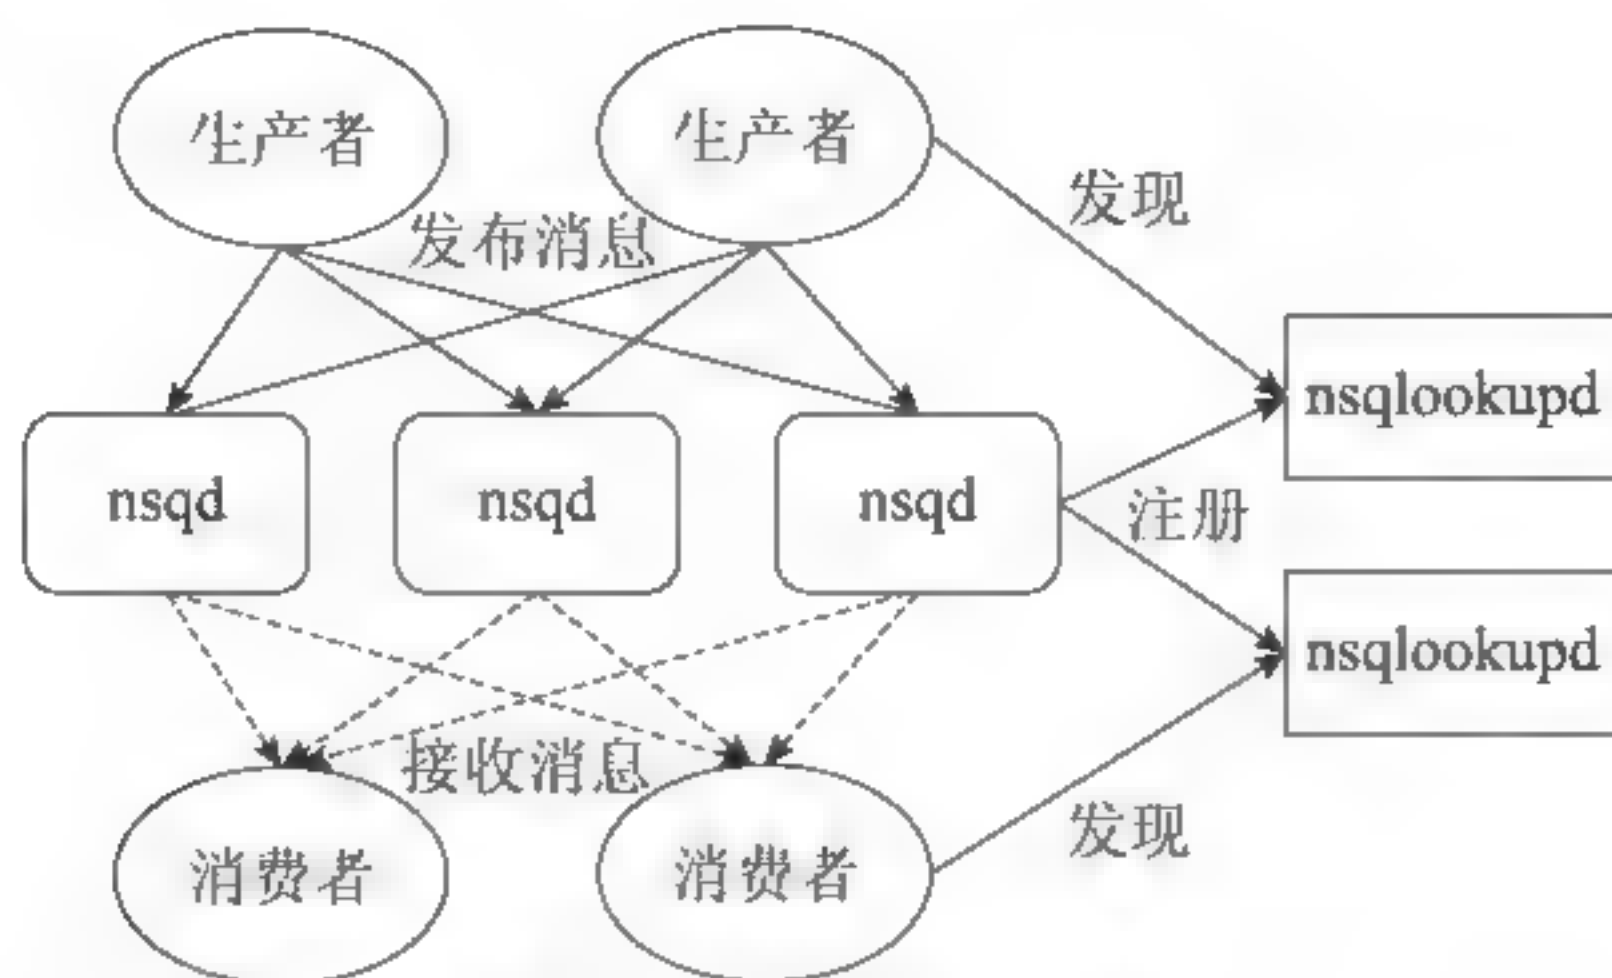 生产者
生产者
发现
发布消息
nsqlookupd
nsqd
nsqd
nsqd
注册
nsqlookupd
接收消息
发现
消费者
消费者